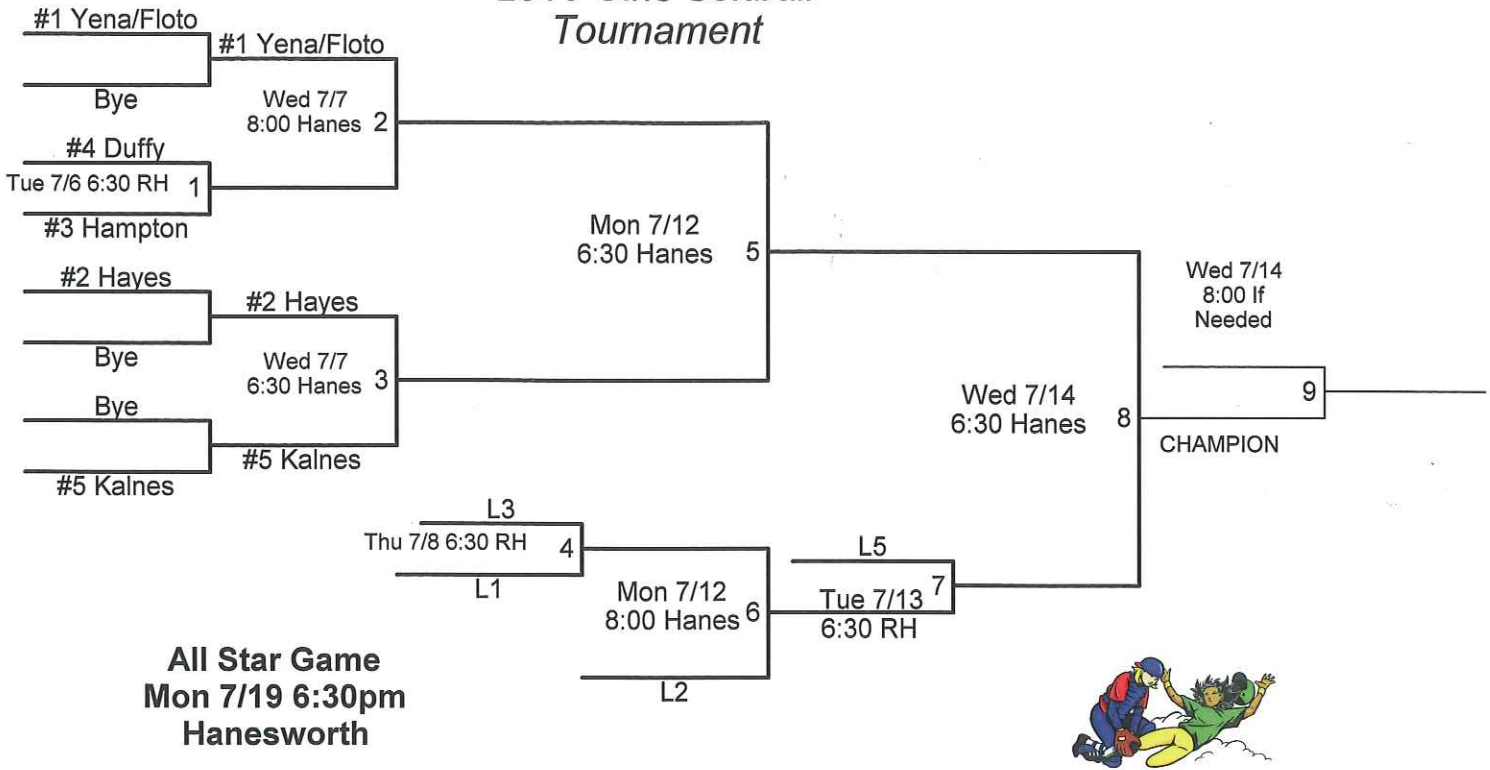 Tournament
#1 Yena/Floto
#1 Yena/Floto
Bye
Wed 7/7
8:00 Hanes 2
#4 Duffy
Tue 7/6 6:30 RH 1
#3 Hampton
Mon 7/12
6:30 Hanes 5
#2 Hayes
#2 Hayes
Bye
Wed 7/7
6:30 Hanes 3
Bye
#5 Kalnes
#5 Kalnes
Wed 7/14
8:00 If
Needed
9
Wed 7/14
6:30 Hanes 8
CHAMPION
L3
Thu 7/8 6:30 RH 4
L1
Mon 7/12
8:00 Hanes 6
L2
L5
7
Tue 7/13
6:30 RH
All Star Game
Mon 7/19 6:30pm
Hanesworth